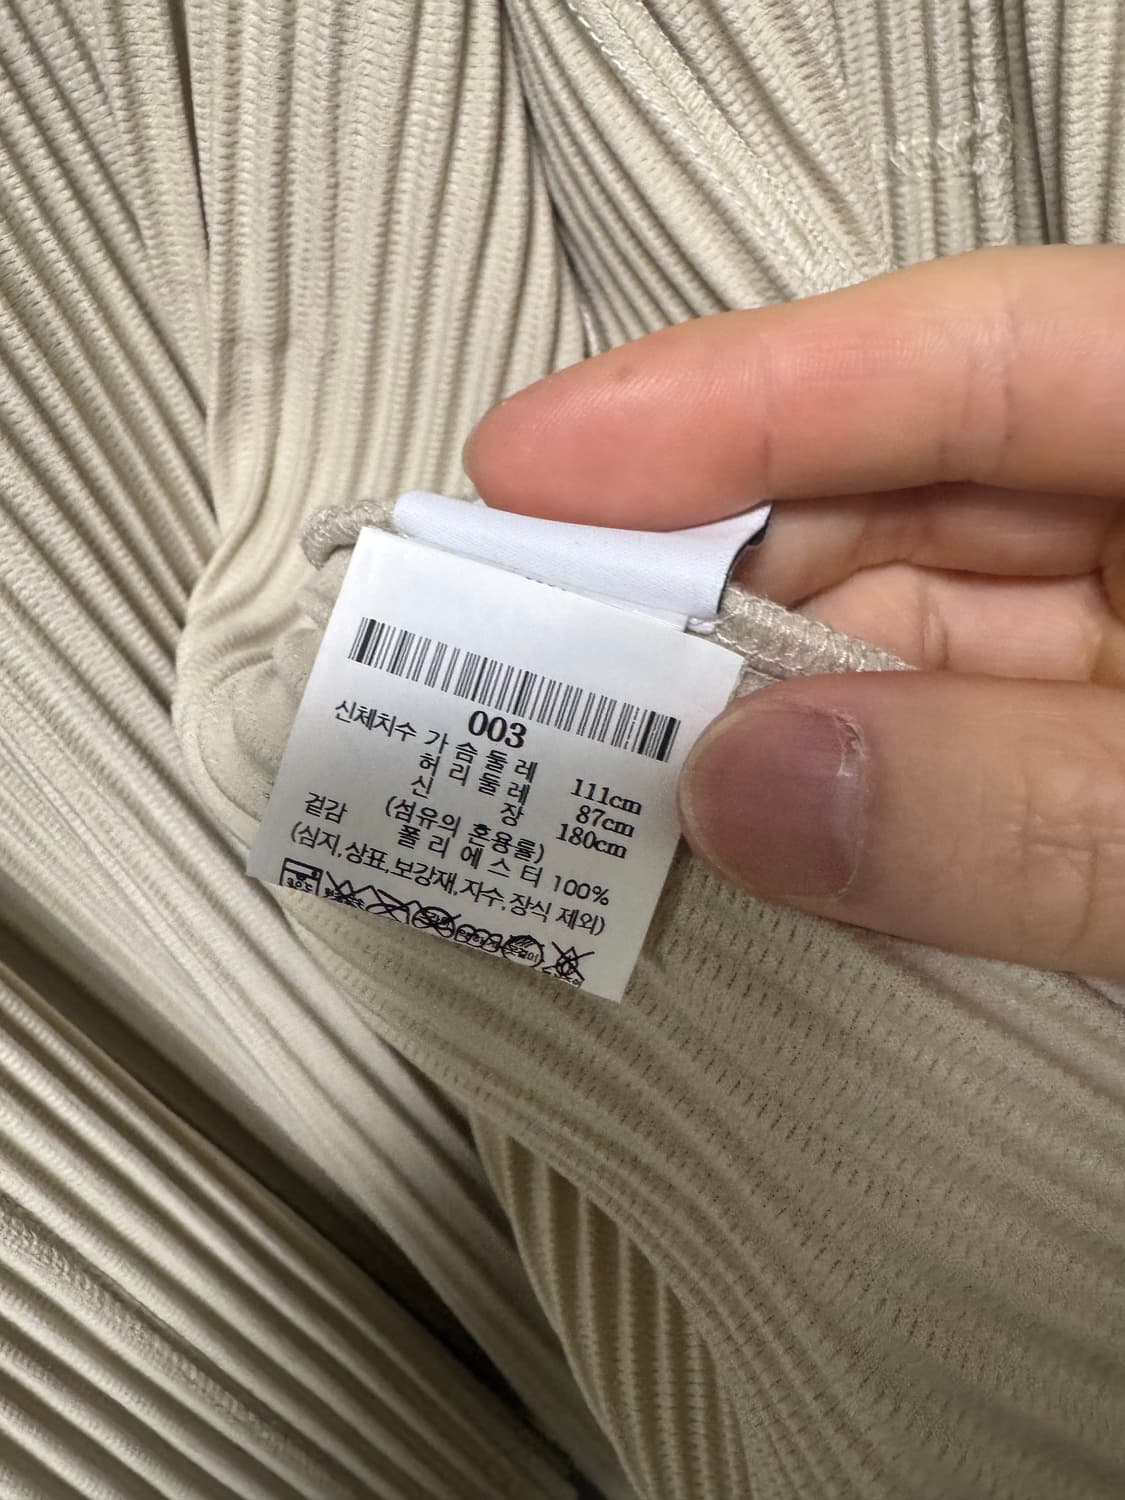 003
신체치수 가 슴 둘 레 111cm
허 리 둘 레 87cm
신 장 180cm
겉감 (섬유의 혼용률)
폴 리 에 스 터 100%
(심지,상표,보강재,자수,장식 제외)